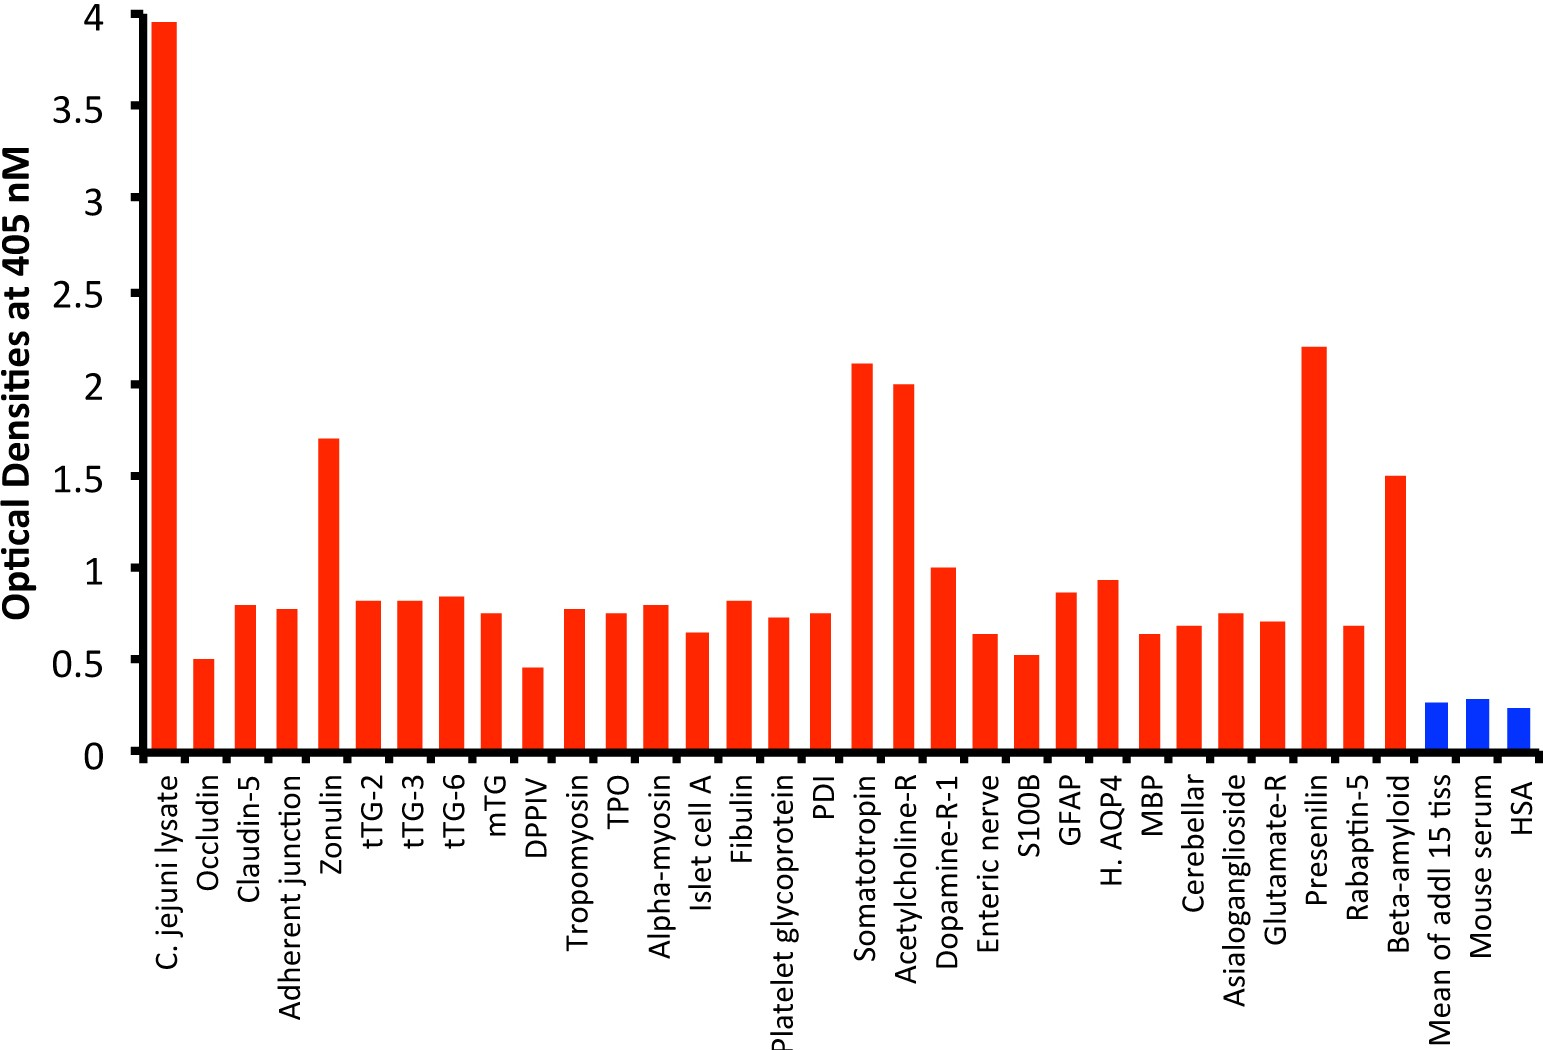 Optical Densities at 405 nM
4
3.5
3
2.5
2
1.5
1
0.5
0
C. jejuni lysate
Occludin
Claudin-5
Adherent junction
Zonulin
tTG-2
tTG-3
tTG-6
mTG
DPPIV
Tropomyosin
TPO
Alpha-myosin
Islet cell A
Fibulin
Platelet glycoprotein
PDI
Somatotropin
Acetylcholine-R
Dopamine-R-1
Enteric nerve
S100B
GFAP
H. AQP4
MBP
Cerebellar
Asialoganglioside
Glutamate-R
Presenilin
Rabaptin-5
Beta-amyloid
Mean of addl 15 tiss
Mouse serum
HSA